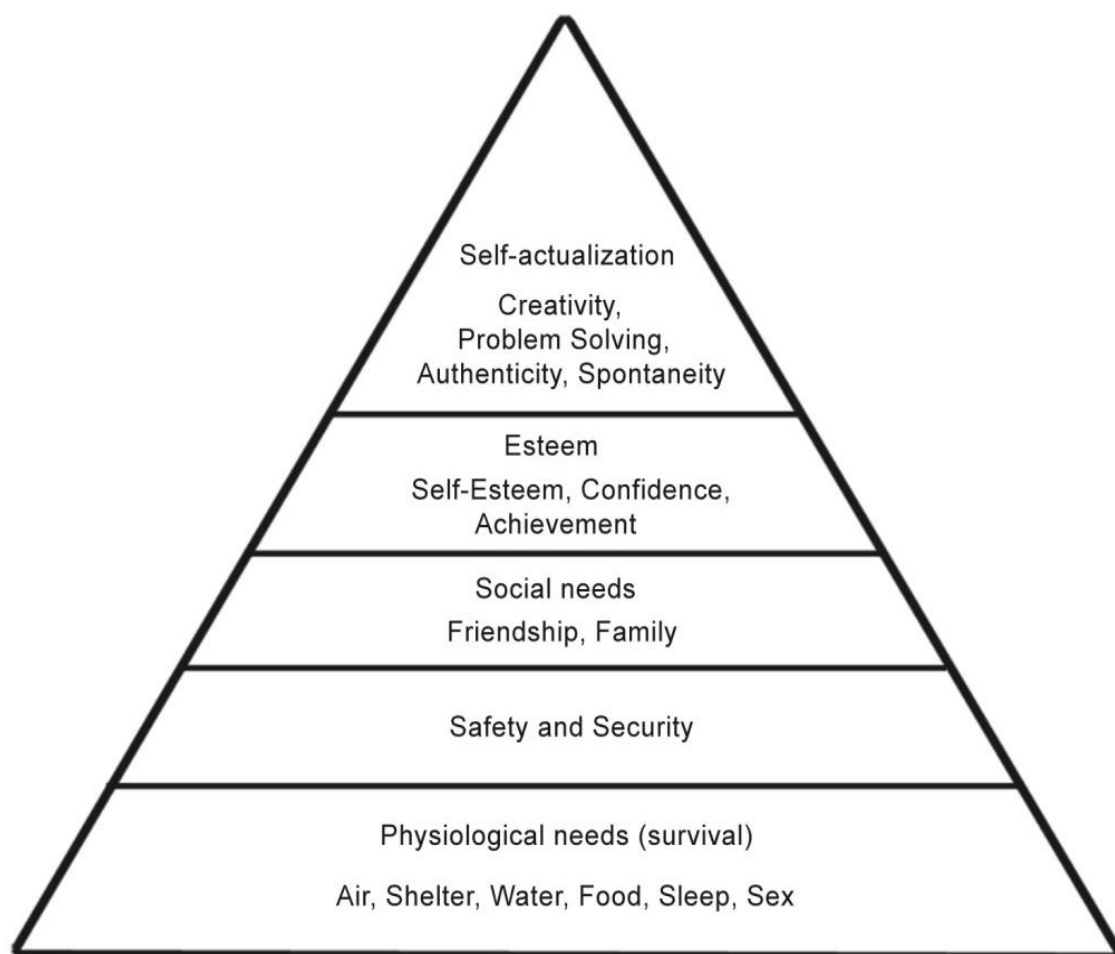 Self-actualization
Creativity,
Problem Solving,
Authenticity, Spontaneity
Esteem
Self-Esteem, Confidence,
Achievement
Social needs
Friendship, Family
Safety and Security
Physiological needs (survival)
Air, Shelter, Water, Food, Sleep, Sex